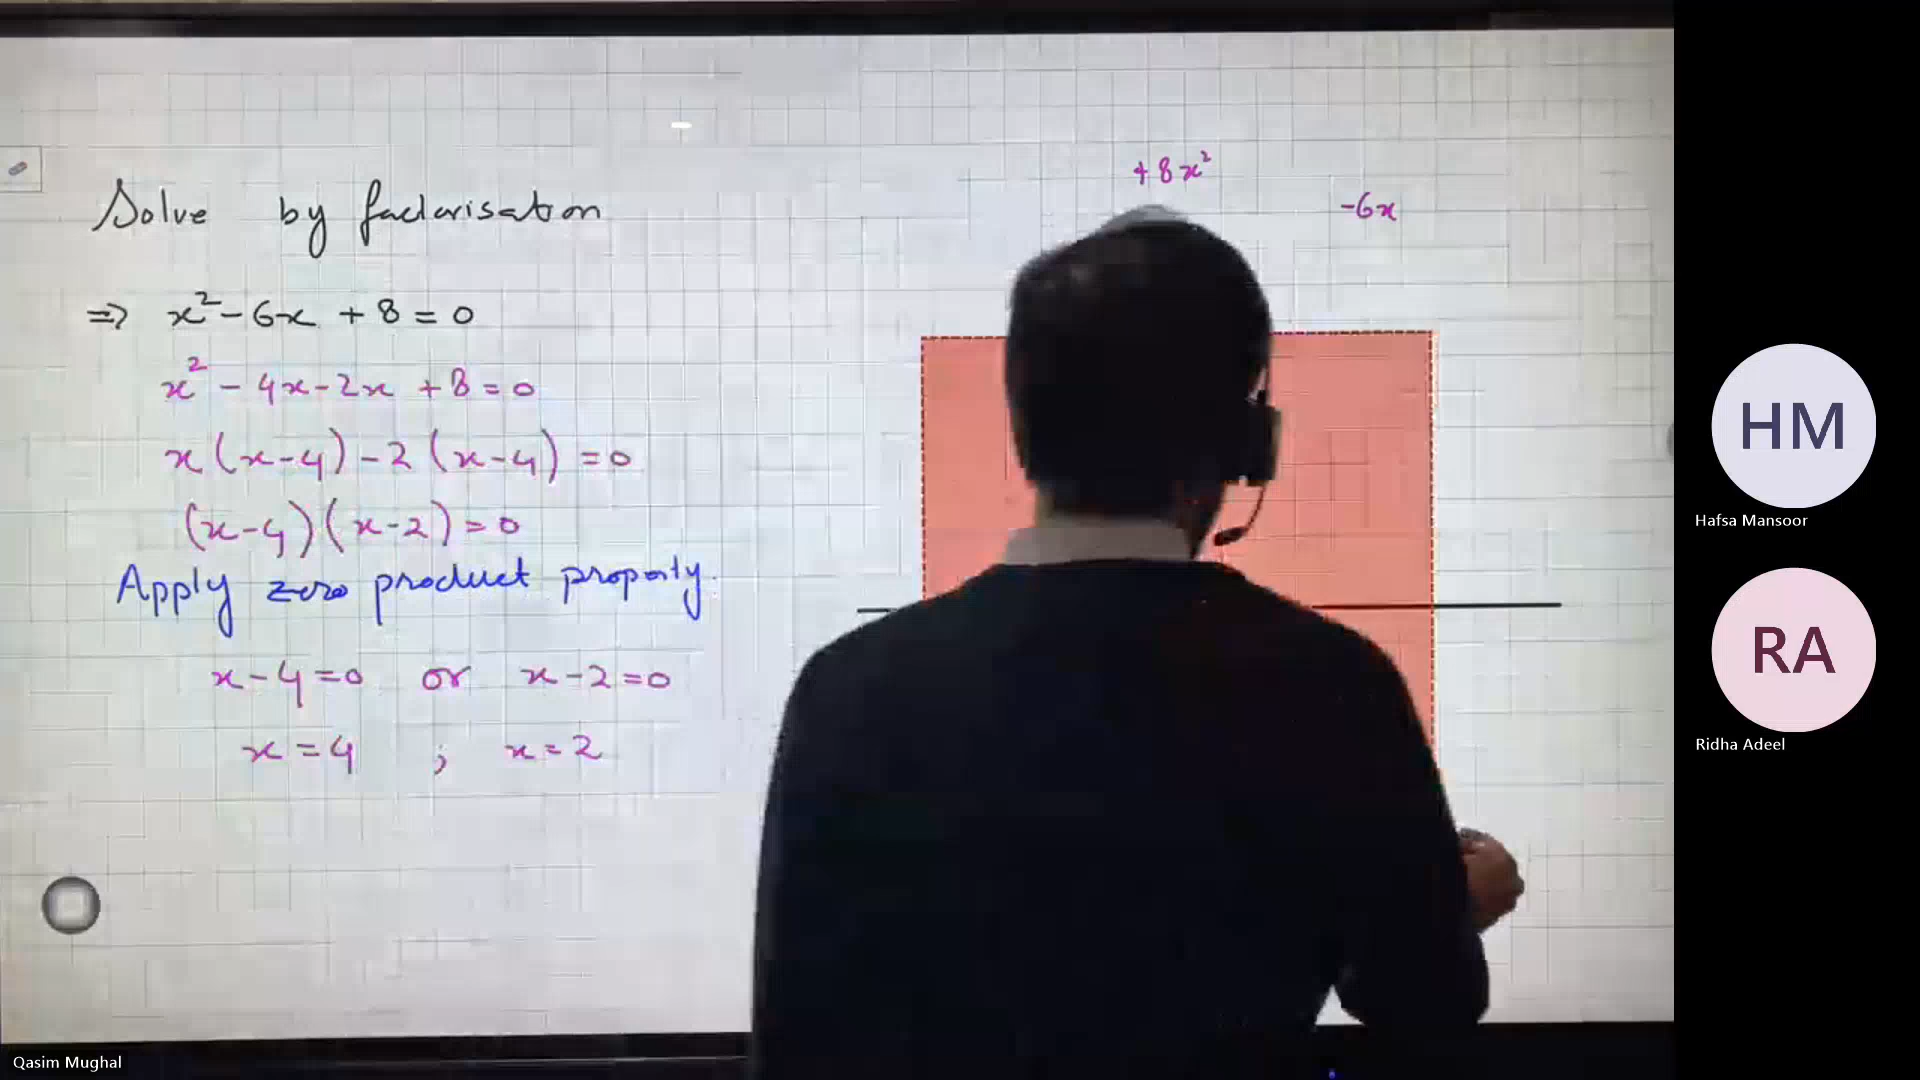 Solve by factorisation
⇒ x² - 6x + 8 = 0
x² - 4x - 2x + 8 = 0
x (x-4) - 2 (x-4) = 0
(x-4) (x-2) = 0
Apply zero product property.
x - 4 = 0 or x - 2 = 0
x = 4 ; x = 2
+ 8x²
-6x
HM
Hafsa Mansoor
RA
Ridha Adeel
Qasim Mughal